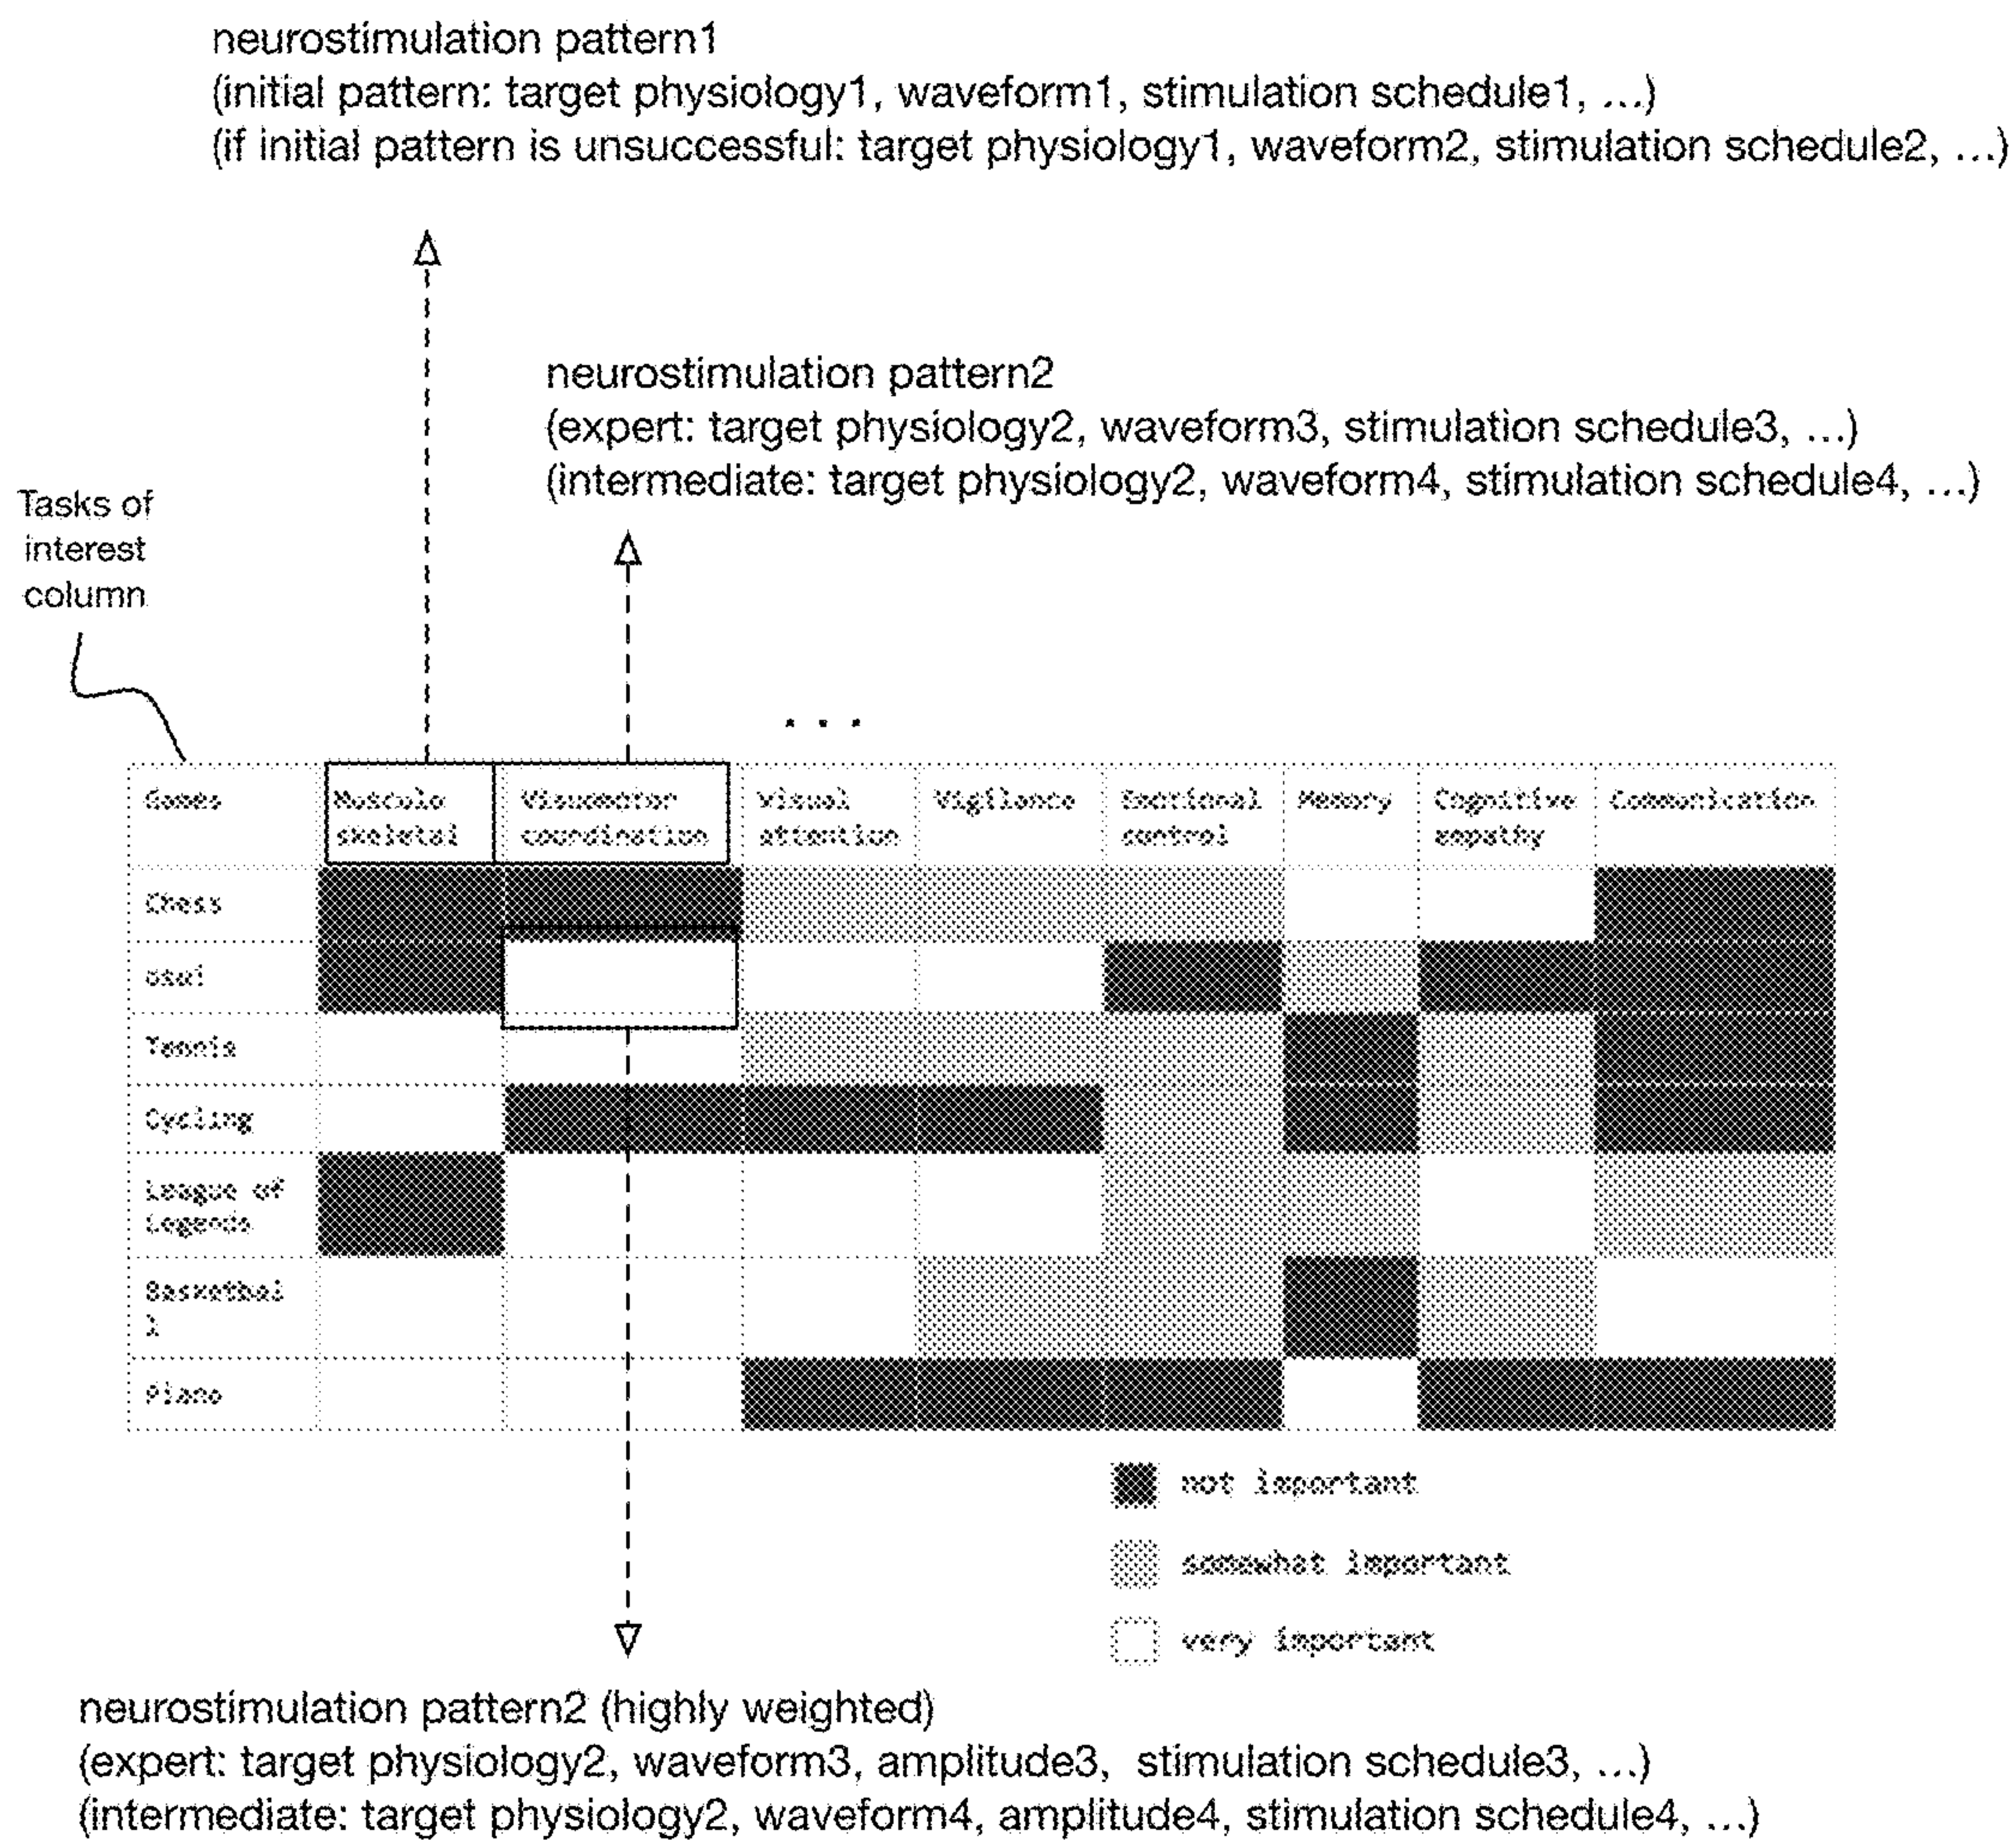 neurostimulation pattern1
(initial pattern: target physiology1, waveform1, stimulation schedule1, ...)
(if initial pattern is unsuccessful: target physiology1, waveform2, stimulation schedule2, ...)
neurostimulation pattern2
(expert: target physiology2, waveform3, stimulation schedule3, ...)
(intermediate: target physiology2, waveform4, stimulation schedule4, ...)
Tasks of
interest
column
...
Games
Musculo
skeletal
Visuomotor
coordination
Visual
attention
Vigilance
Emotional
control
Memory
Cognitive
empathy
Communication
Chess
osu!
Tennis
Cycling
League of
Legends
Basketbal
l
Piano
not important
somewhat important
very important
neurostimulation pattern2 (highly weighted)
(expert: target physiology2, waveform3, amplitude3, stimulation schedule3, ...)
(intermediate: target physiology2, waveform4, amplitude4, stimulation schedule4, ...)